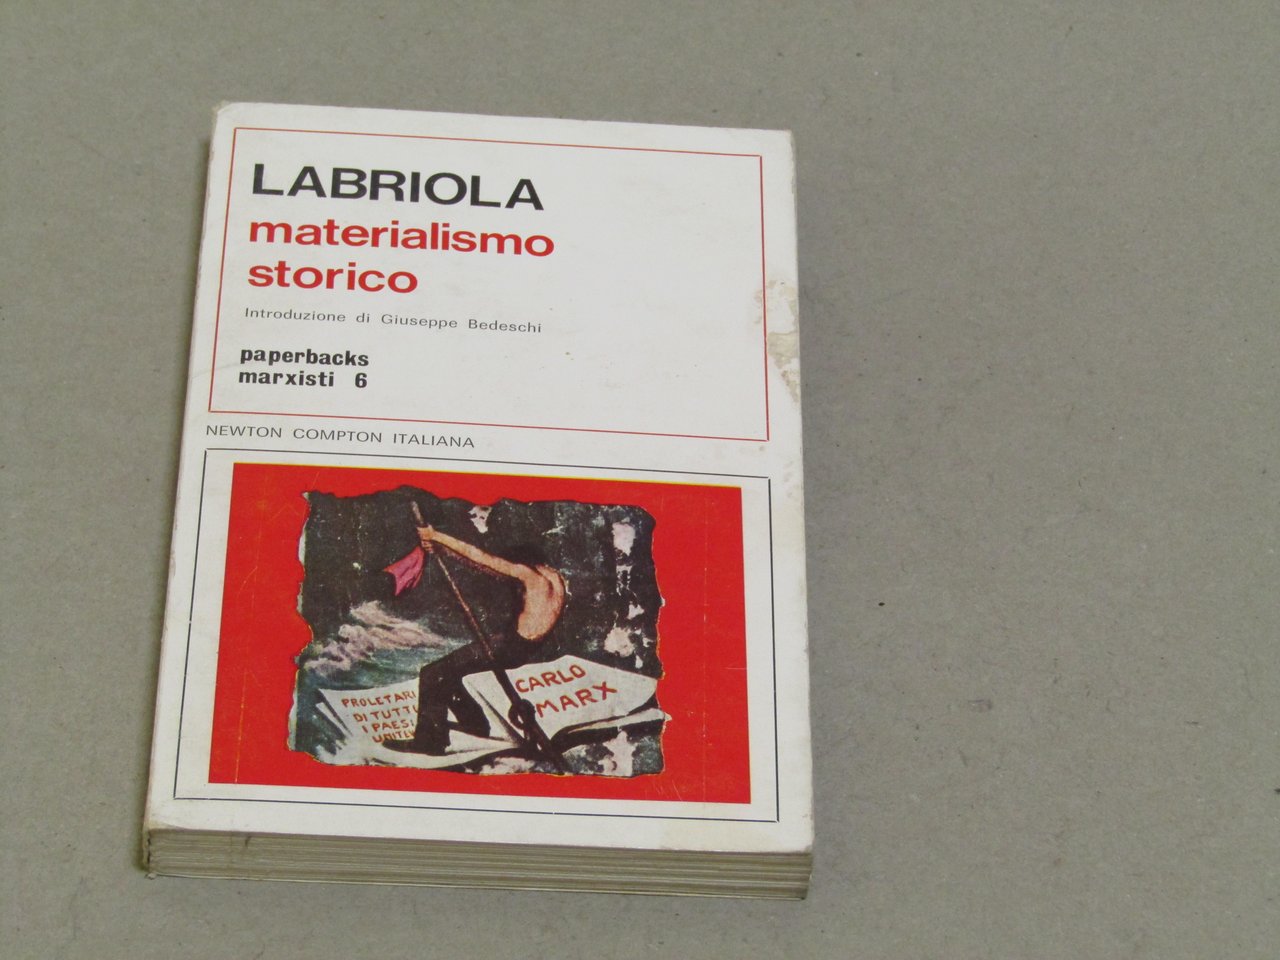 LABRIOLA
materialismo
storico
Introduzione di Giuseppe Bedeschi
paperbacks
marxisti 6
NEWTON COMPTON ITALIANA
PROLETARI
DI TUTTI
I PAESI
CARLO
MARX